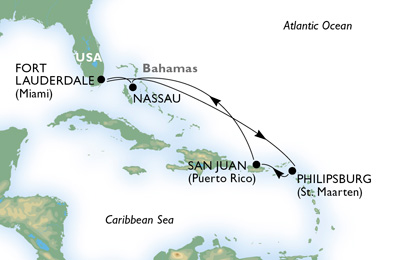 Atlantic Ocean
USA
FORT
LAUDERDALE
(Miami)
Bahamas
NASSAU
SAN JUAN
(Puerto Rico)
PHILIPSBURG
(St. Maarten)
Caribbean Sea